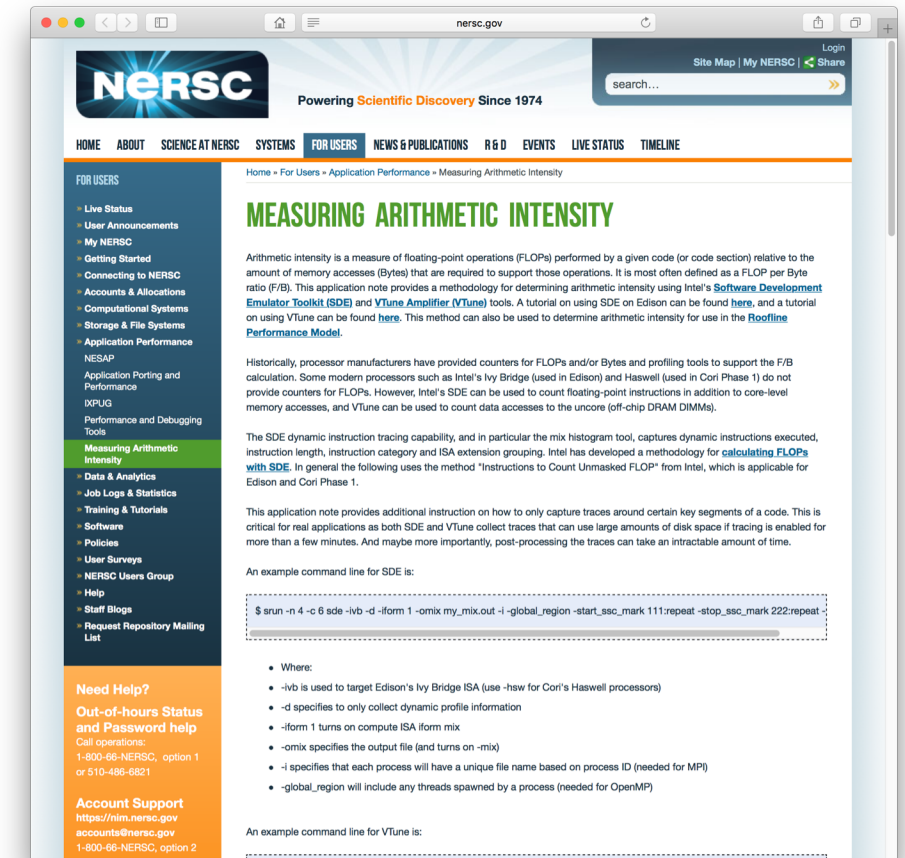 nersc.gov
Login
Site Map | My NERSC | Share
search...
NERSC
Powering Scientific Discovery Since 1974
HOME ABOUT SCIENCE AT NERSC SYSTEMS FOR USERS NEWS & PUBLICATIONS R & D EVENTS LIVE STATUS TIMELINE
FOR USERS
» Live Status
» User Announcements
» My NERSC
» Getting Started
» Connecting to NERSC
» Accounts & Allocations
» Computational Systems
» Storage & File Systems
» Application Performance
NESAP
Application Porting and
Performance
IXPUG
Performance and Debugging
Tools
Measuring Arithmetic
Intensity
» Data & Analytics
» Job Logs & Statistics
» Training & Tutorials
» Software
» Policies
» User Surveys
» NERSC Users Group
» Help
» Staff Blogs
» Request Repository Mailing
List
Need Help?
Out-of-hours Status
and Password help
Call operations:
1-800-66-NERSC, option 1
or 510-486-6821
Account Support
https://nim.nersc.gov
accounts@nersc.gov
1-800-66-NERSC, option 2
Home » For Users » Application Performance » Measuring Arithmetic Intensity
MEASURING ARITHMETIC INTENSITY
Arithmetic intensity is a measure of floating-point operations (FLOPs) performed by a given code (or code section) relative to the
amount of memory accesses (Bytes) that are required to support those operations. It is most often defined as a FLOP per Byte
ratio (F/B). This application note provides a methodology for determining arithmetic intensity using Intel's Software Development
Emulator Toolkit (SDE) and VTune Amplifier (VTune) tools. A tutorial on using SDE on Edison can be found here, and a tutorial
on using VTune can be found here. This method can also be used to determine arithmetic intensity for use in the Roofline
Performance Model.
Historically, processor manufacturers have provided counters for FLOPs and/or Bytes and profiling tools to support the F/B
calculation. Some modern processors such as Intel's Ivy Bridge (used in Edison) and Haswell (used in Cori Phase 1) do not
provide counters for FLOPs. However, Intel's SDE can be used to count floating-point instructions in addition to core-level
memory accesses, and VTune can be used to count data accesses to the uncore (off-chip DRAM DIMMs).
The SDE dynamic instruction tracing capability, and in particular the mix histogram tool, captures dynamic instructions executed,
instruction length, instruction category and ISA extension grouping. Intel has developed a methodology for calculating FLOPs
with SDE. In general the following uses the method "Instructions to Count Unmasked FLOP" from Intel, which is applicable for
Edison and Cori Phase 1.
This application note provides additional instruction on how to only capture traces around certain key segments of a code. This is
critical for real applications as both SDE and VTune collect traces that can use large amounts of disk space if tracing is enabled for
more than a few minutes. And maybe more importantly, post-processing the traces can take an intractable amount of time.
An example command line for SDE is:
$ srun -n 4 -c 6 sde -ivb -d -iform 1 -omix my_mix.out -i -global_region -start_ssc_mark 111:repeat -stop_ssc_mark 222:repeat -
• Where:
• -ivb is used to target Edison's Ivy Bridge ISA (use -hsw for Cori's Haswell processors)
• -d specifies to only collect dynamic profile information
• -iform 1 turns on compute ISA iform mix
• -omix specifies the output file (and turns on -mix)
• -i specifies that each process will have a unique file name based on process ID (needed for MPI)
• -global_region will include any threads spawned by a process (needed for OpenMP)
An example command line for VTune is: